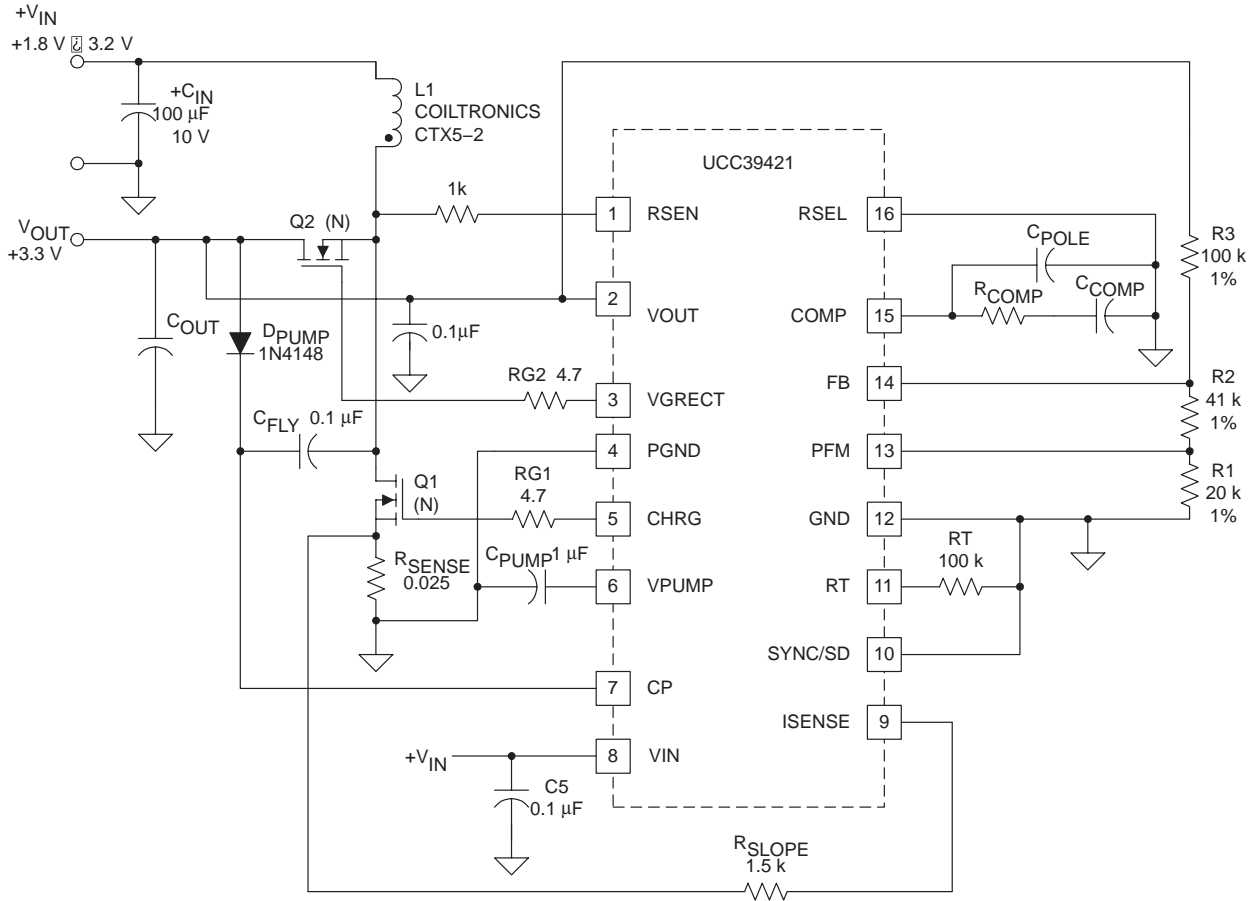 +VIN
+1.8 V ¿ 3.2 V
+CIN
100 µF
10 V
L1
COILTRONICS
CTX5−2
UCC39421
1k
1
RSEN
RSEL
16
Q2 (N)
VOUT
+3.3 V
CPOLE
R3
100 k
1%
RCOMP
CCOMP
2
VOUT
COMP
15
COUT
DPUMP
1N4148
0.1µF
RG2 4.7
3
VGRECT
FB
14
R2
41 k
1%
CFLY 0.1 µF
4
PGND
PFM
13
Q1
(N)
RG1
4.7
R1
20 k
1%
5
CHRG
GND
12
RSENSE
0.025
CPUMP 1 µF
6
VPUMP
RT
11
RT
100 k
SYNC/SD
10
7
CP
ISENSE
9
+VIN
8
VIN
C5
0.1 µF
RSLOPE
1.5 k